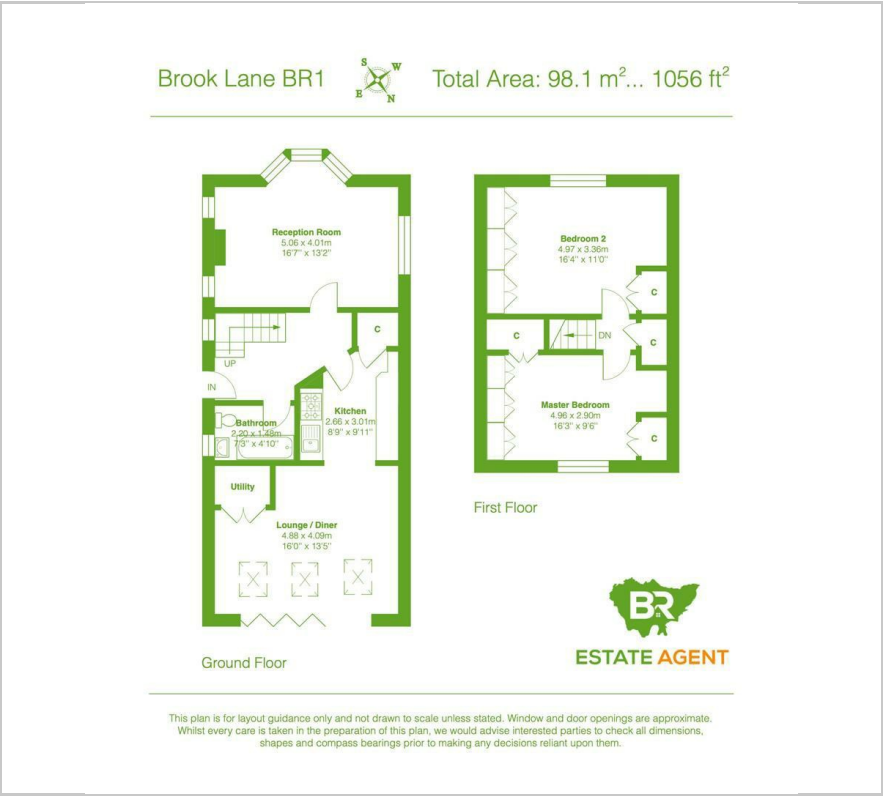 Brook Lane BR1
S
W
E
N
Total Area: 98.1 m²... 1056 ft²
Reception Room
5.06 x 4.01m
16'7" x 13'2"
C
UP
IN
Kitchen
2.66 x 3.01m
8'9" x 9'11"
Bathroom
2.20 x 1.48m
7'3" x 4'10"
Utility
Lounge / Diner
4.88 x 4.09m
16'0" x 13'5"
Ground Floor
Bedroom 2
4.97 x 3.36m
16'4" x 11'0"
C
C
DN
C
Master Bedroom
4.96 x 2.90m
16'3" x 9'6"
C
First Floor
BR
ESTATE AGENT
This plan is for layout guidance only and not drawn to scale unless stated. Window and door openings are approximate.
Whilst every care is taken in the preparation of this plan, we would advise interested parties to check all dimensions,
shapes and compass bearings prior to making any decisions reliant upon them.